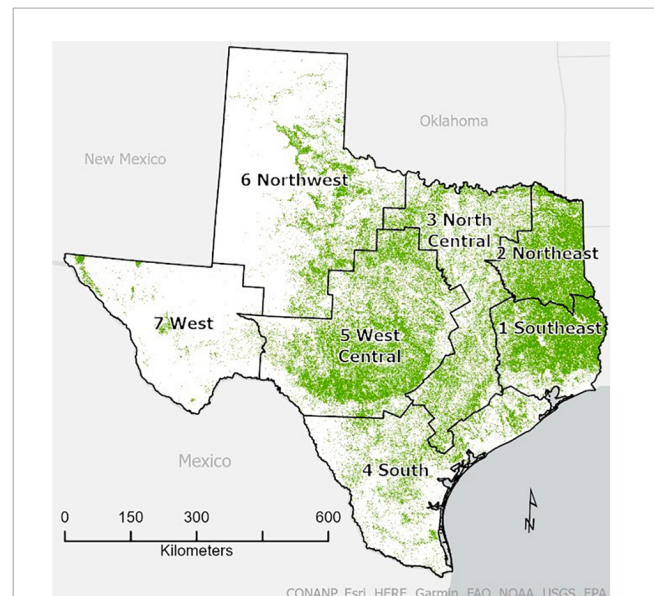 Oklahoma
New Mexico
6 Northwest
3 North
Central
2 Northeast
1 Southeast
7 West
5 West
Central
Mexico
4 South
N
0 150 300 600
Kilometers
CONANP, Esri, HERE, Garmin, FAO, NOAA, USGS, EPA